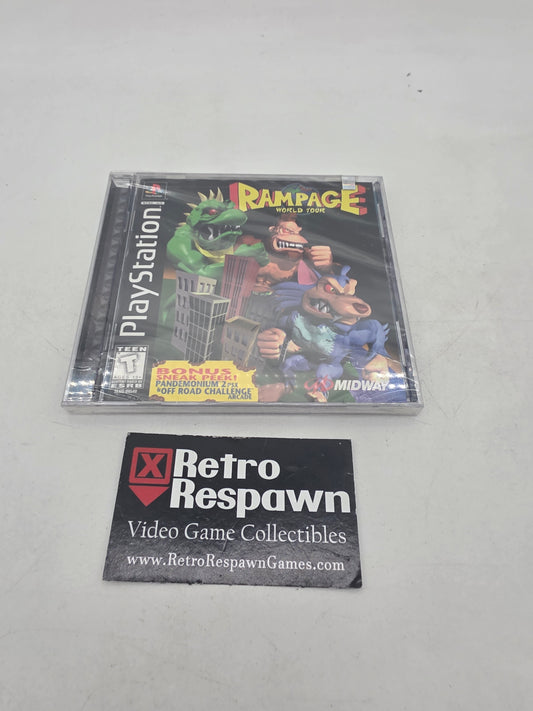 PlayStation
RAMPAGE
WORLD TOUR
TEEN
T
ESRB
BONUS
SNEAK PEEK!
PANDEMONIUM 2 PSX
"OFF ROAD CHALLENGE"
ARCADE
MIDWAY
X
Retro
Respawn
Video Game Collectibles
www.RetroRespawnGames.com